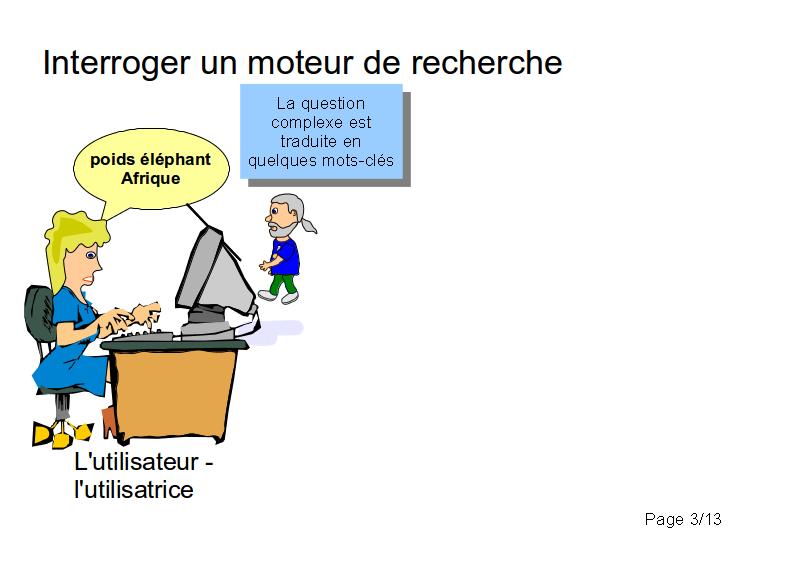 Interroger un moteur de recherche
La question
complexe est
traduite en
quelques mots-clés
poids éléphant
Afrique
L'utilisateur -
l'utilisatrice
Page 3/13